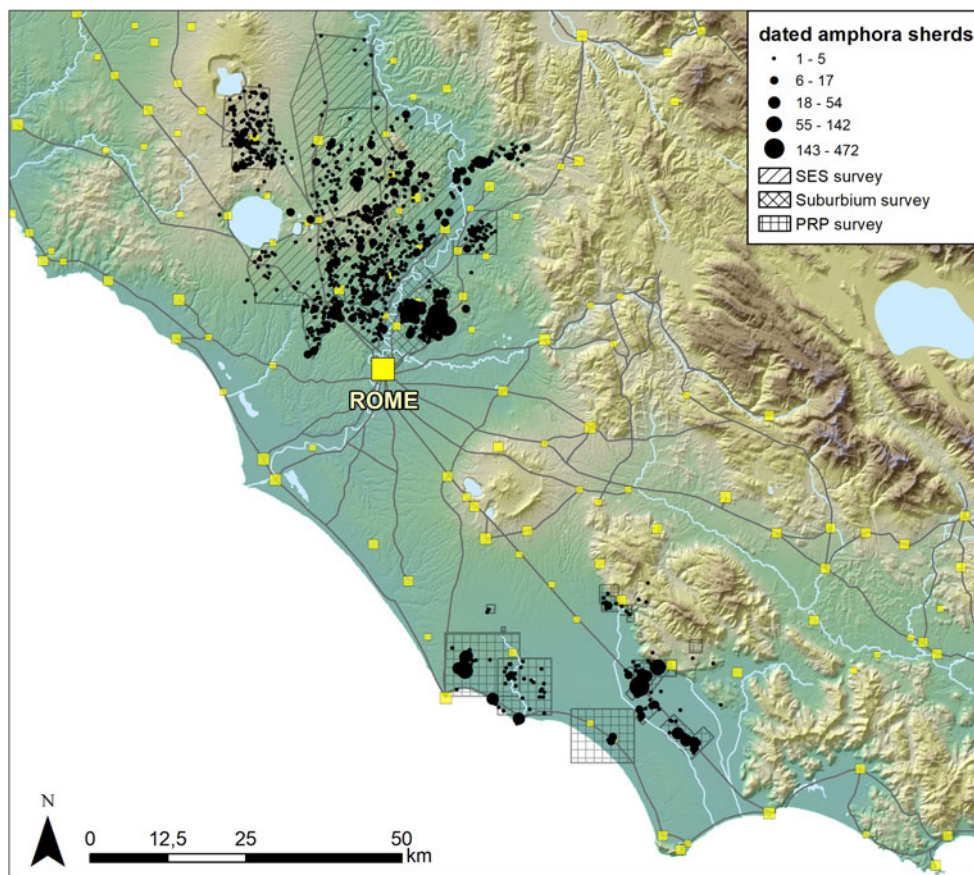 dated amphora sherds
1 - 5
6 - 17
18 - 54
55 - 142
143 - 472
SES survey
Suburbium survey
PRP survey
ROME
N
0 12,5 25 50
km